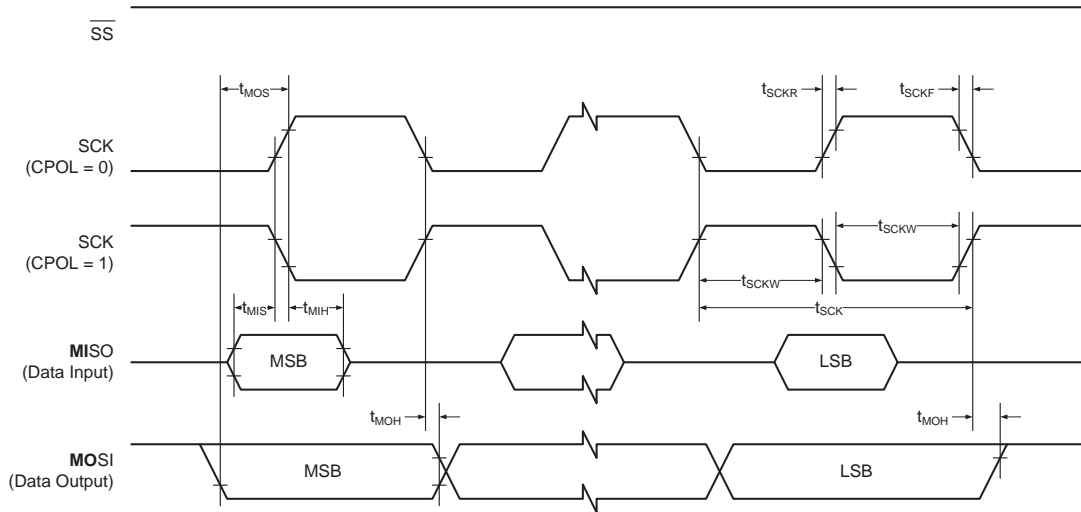 SS
tMOS
tSCKR
tSCKF
SCK
(CPOL = 0)
SCK
(CPOL = 1)
tSCKW
tSCKW
tSCK
tMIS
tMIH
MISO
(Data Input)
MSB
LSB
tMOH
tMOH
MOSI
(Data Output)
MSB
LSB